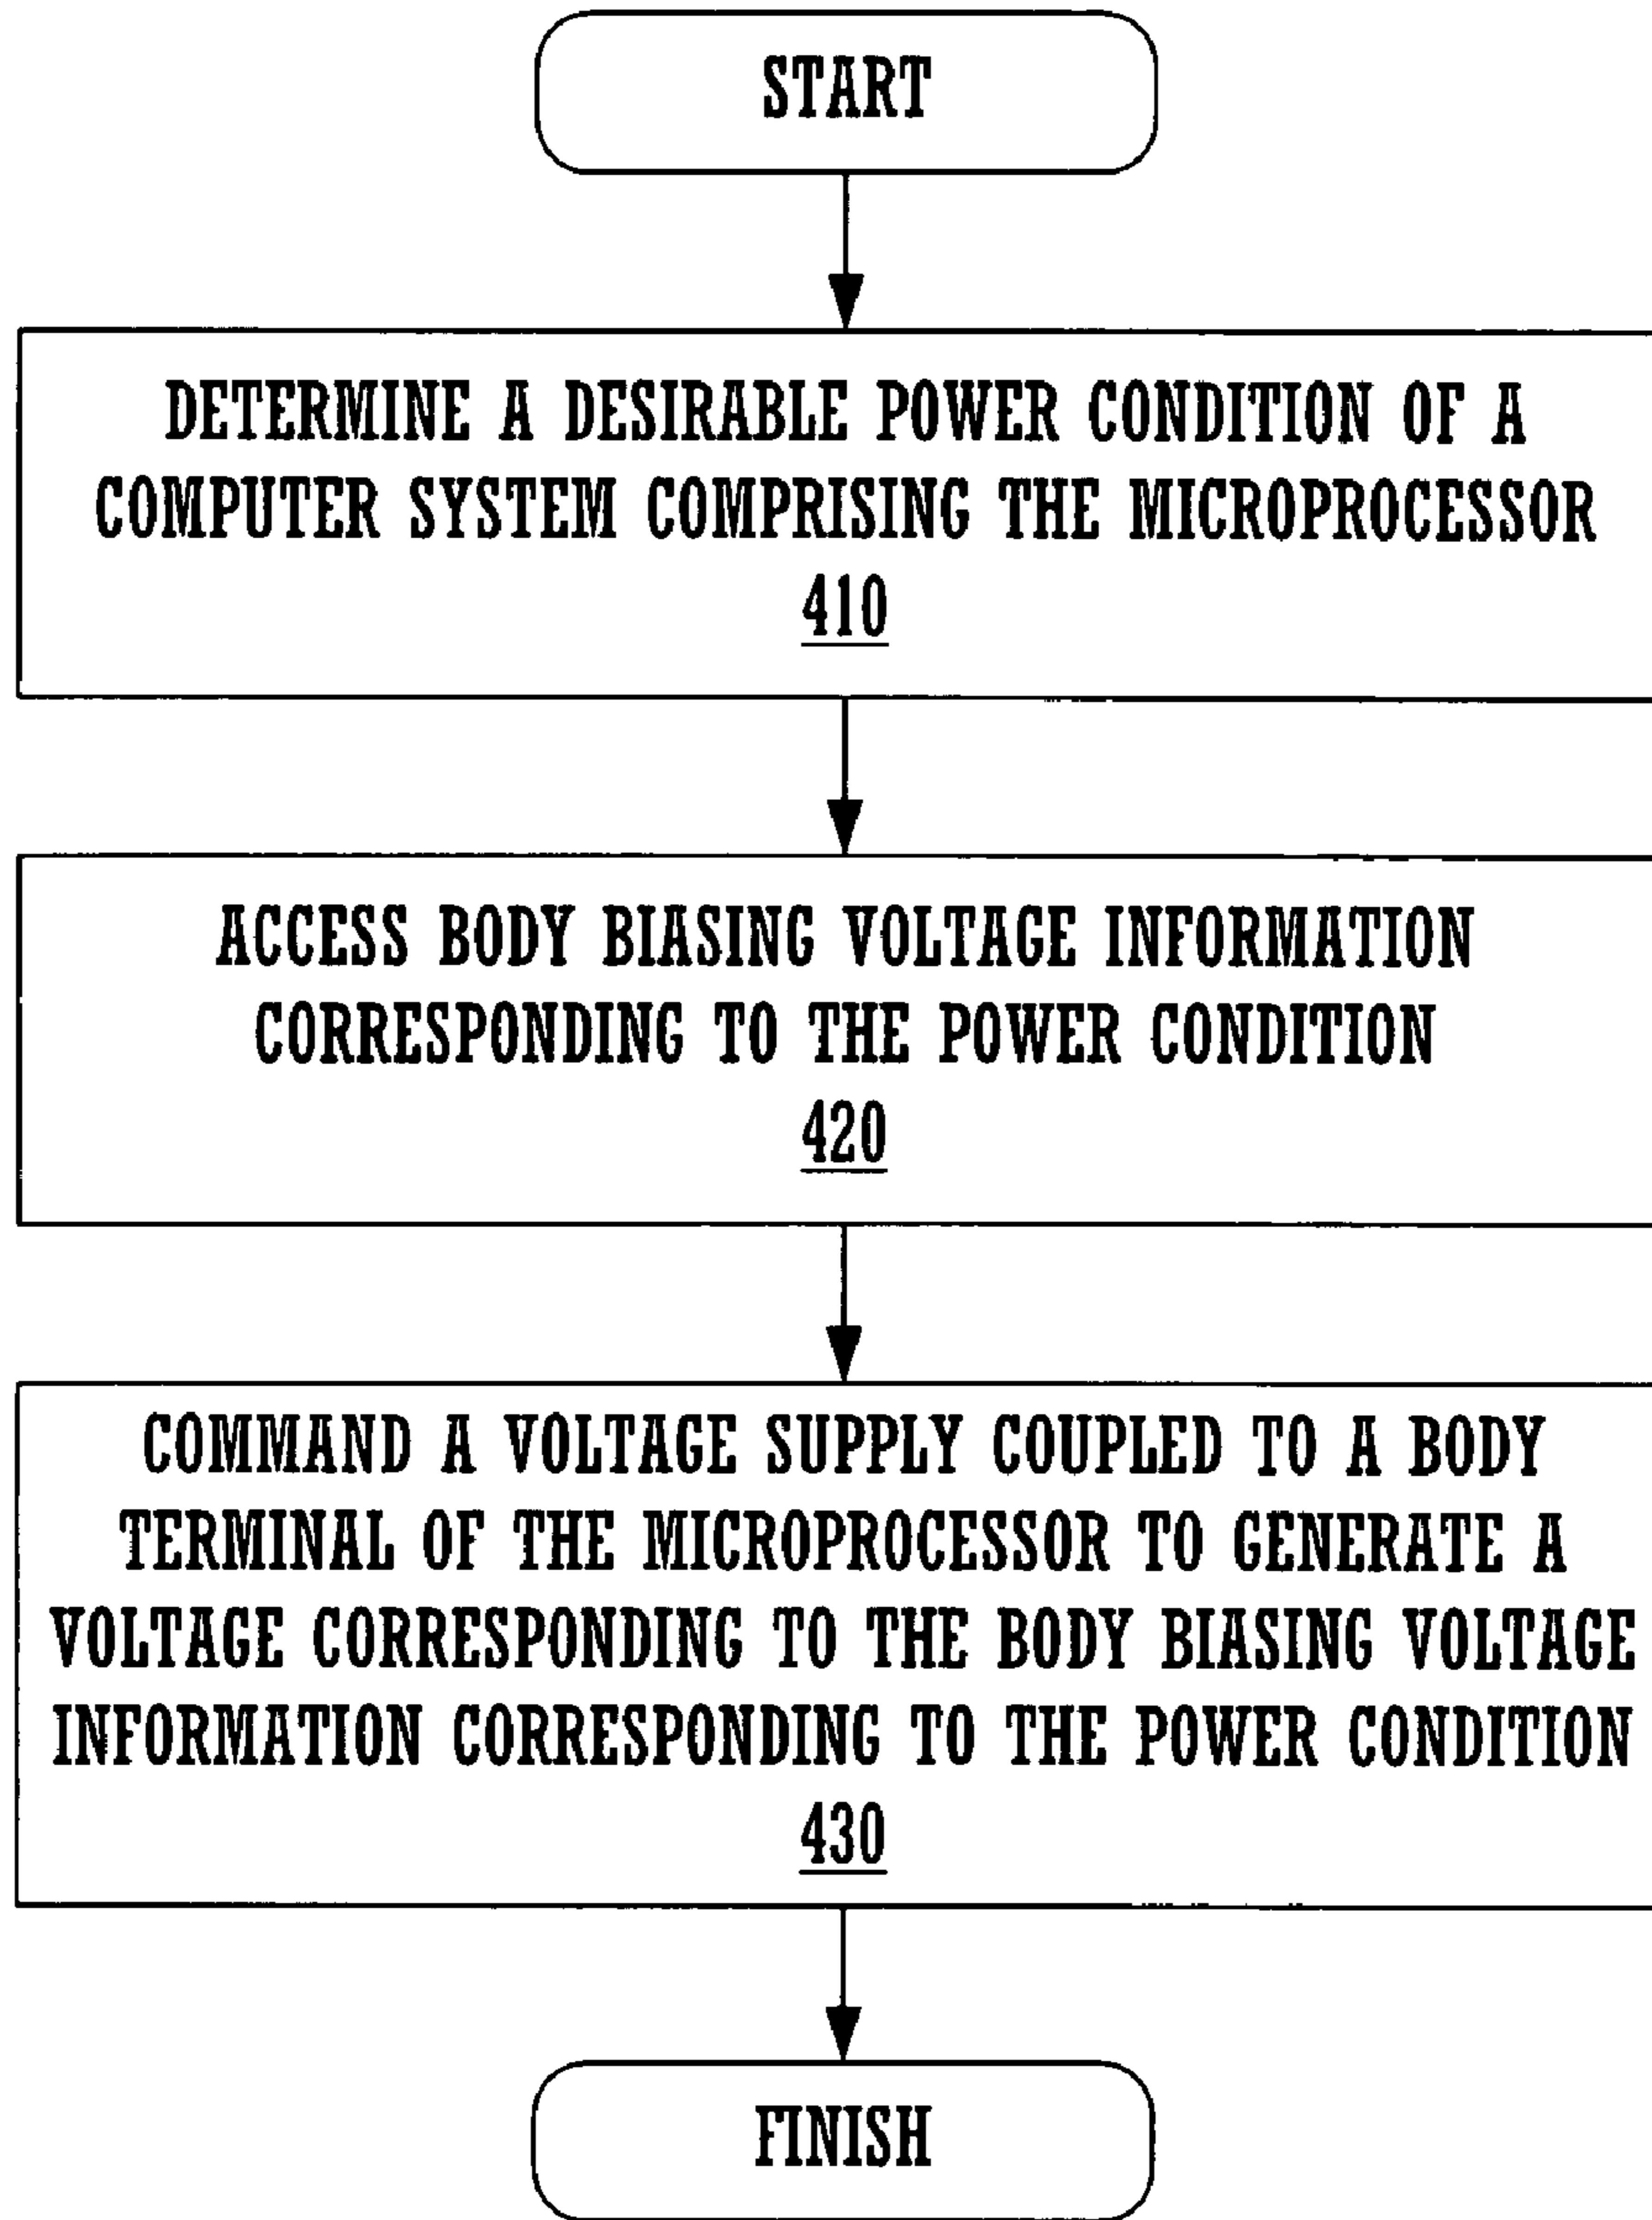 START
DETERMINE A DESIRABLE POWER CONDITION OF A
COMPUTER SYSTEM COMPRISING THE MICROPROCESSOR
410
ACCESS BODY BIASING VOLTAGE INFORMATION
CORRESPONDING TO THE POWER CONDITION
420
COMMAND A VOLTAGE SUPPLY COUPLED TO A BODY
TERMINAL OF THE MICROPROCESSOR TO GENERATE A
VOLTAGE CORRESPONDING TO THE BODY BIASING VOLTAGE
INFORMATION CORRESPONDING TO THE POWER CONDITION
430
FINISH